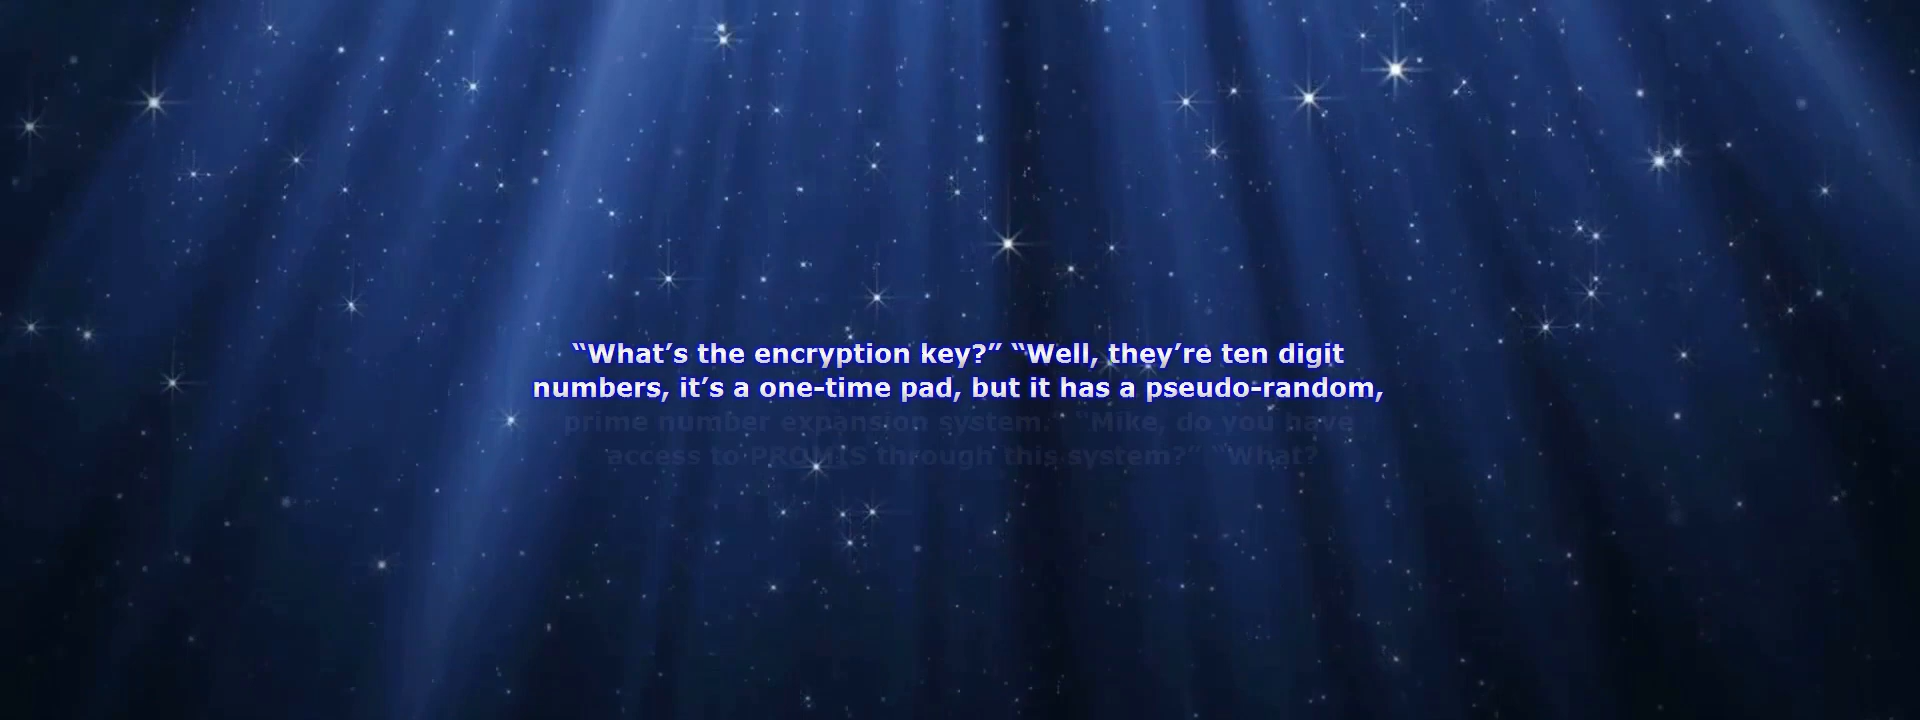 “What’s the encryption key?” “Well, they’re ten digit
numbers, it’s a one-time pad, but it has a pseudo-random,
prime number expansion system.” “Mike, do you have
access to PROMIS through this system?” “What?